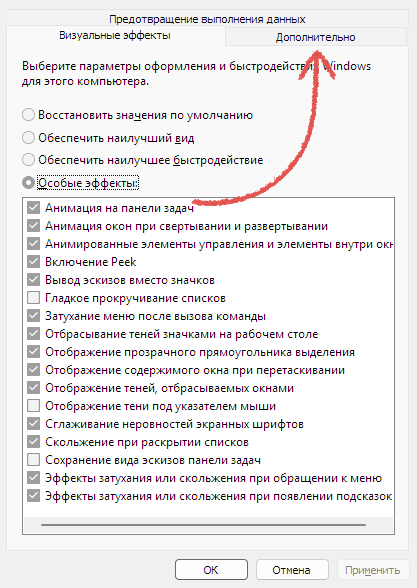 Предотвращение выполнения данных
Визуальные эффекты
Дополнительно
Выберите параметры оформления и быстродействия Windows
для этого компьютера.
Восстановить значения по умолчанию
Обеспечить наилучший вид
Обеспечить наилучшее быстродействие
Особые эффекты:
Анимация на панели задач
Анимация окон при свертывании и развертывании
Анимированные элементы управления и элементы внутри окн
Включение Peek
Вывод эскизов вместо значков
Гладкое прокручивание списков
Затухание меню после вызова команды
Отбрасывание теней значками на рабочем столе
Отображение прозрачного прямоугольника выделения
Отображение содержимого окна при перетаскивании
Отображение теней, отбрасываемых окнами
Отображение тени под указателем мыши
Сглаживание неровностей экранных шрифтов
Скольжение при раскрытии списков
Сохранение вида эскизов панели задач
Эффекты затухания или скольжения при обращении к меню
Эффекты затухания или скольжения при появлении подсказок
ОК
Отмена
Применить